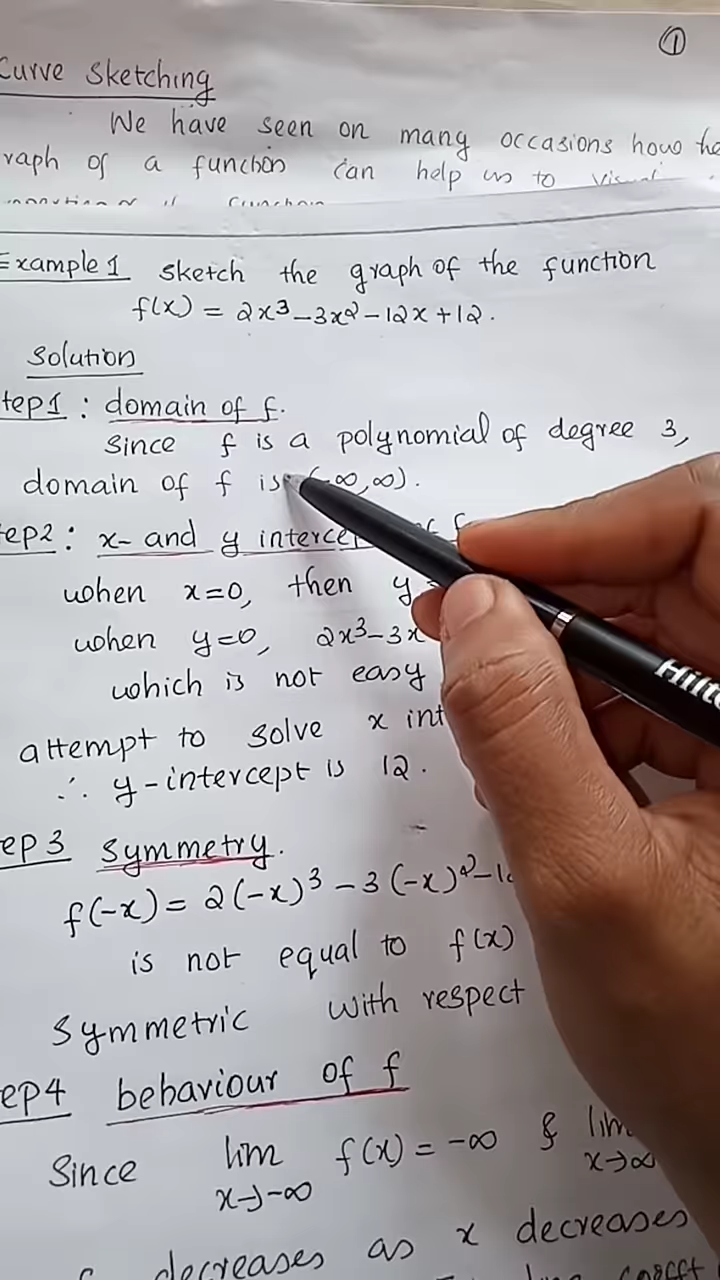 ①
Curve Sketching
We have seen on many occasions how
raph of a function can help us to
Example 1 Sketch the graph of the function
f(x) = 2x³-3x²-12x+12.
Solution
tep1 : domain of f.
Since f is a polynomial of degree 3,
domain of f is (-∞,∞).
tep2: x- and y intercep
when x=0, then y
when y=0, 2x³-3x
which is not easy
attempt to solve x int
∴ y-intercept is 12.
ep3 Symmetry.
f(-x) = 2(-x)³-3(-x)²-1
is not equal to f(x)
Symmetric with respect
ep4 behaviour of f
Since lim x→-∞ f(x) = -∞ & lim x→∞
decreases as x decreases